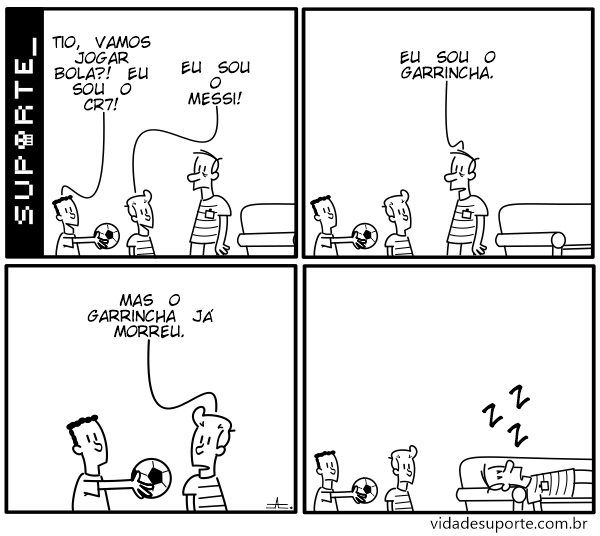 SUPORTE_
TIO, VAMOS
JOGAR
BOLA?! EU
SOU O
CR7!
EU SOU
O
MESSI!
EU SOU O
GARRINCHA.
MAS O
GARRINCHA JÁ
MORREU.
Z
Z
Z
vidadesuporte.com.br